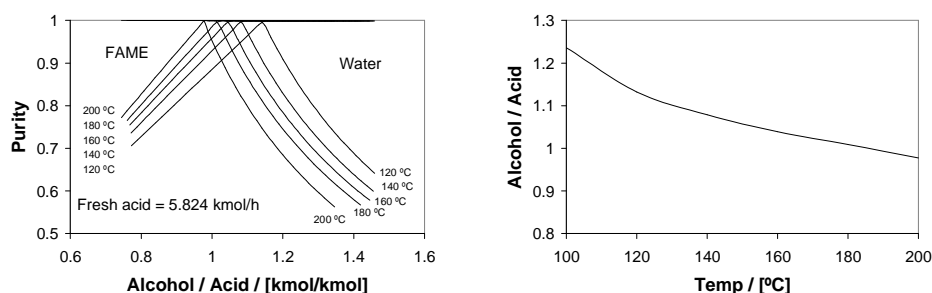 1
0.9
0.8
0.7
0.6
0.5
Purity
FAME
Water
200 ºC
180 ºC
160 ºC
140 ºC
120 ºC
120 ºC
140 ºC
160 ºC
180 ºC
200 ºC
Fresh acid = 5.824 kmol/h
0.6 0.8 1 1.2 1.4 1.6
Alcohol / Acid / [kmol/kmol]
1.3
1.2
1.1
1
0.9
0.8
Alcohol / Acid
100 120 140 160 180 200
Temp / [ºC]